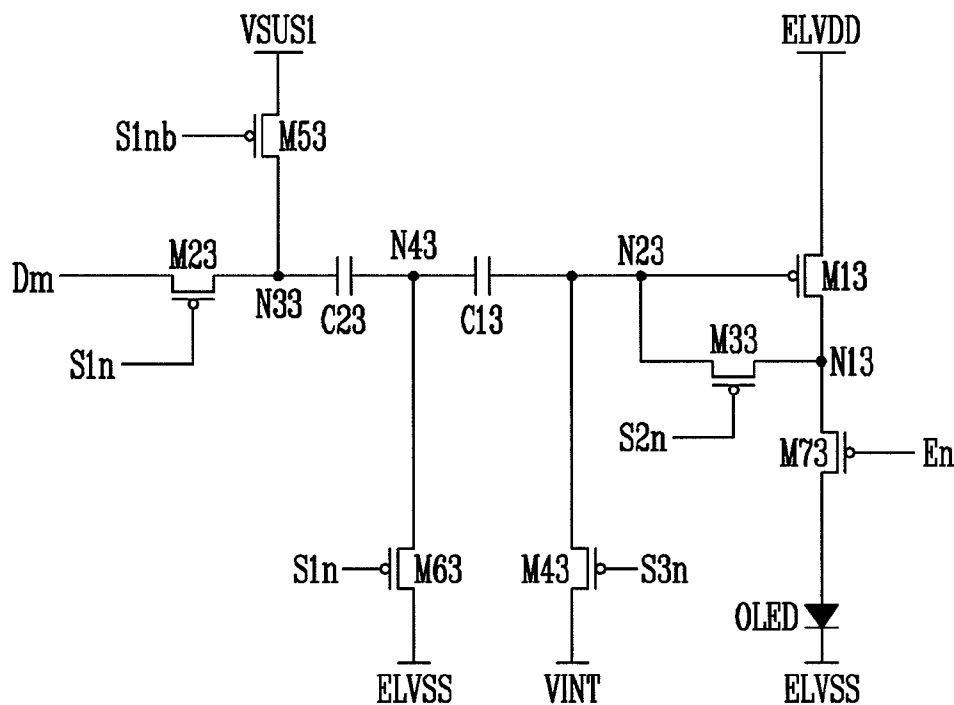 VSUS1
ELVDD
S1nb
M53
M23
N43
N23
Dm
N33
C23
C13
M13
M33
N13
S1n
S2n
M73
En
S1n
M63
M43
S3n
OLED
ELVSS
VINT
ELVSS